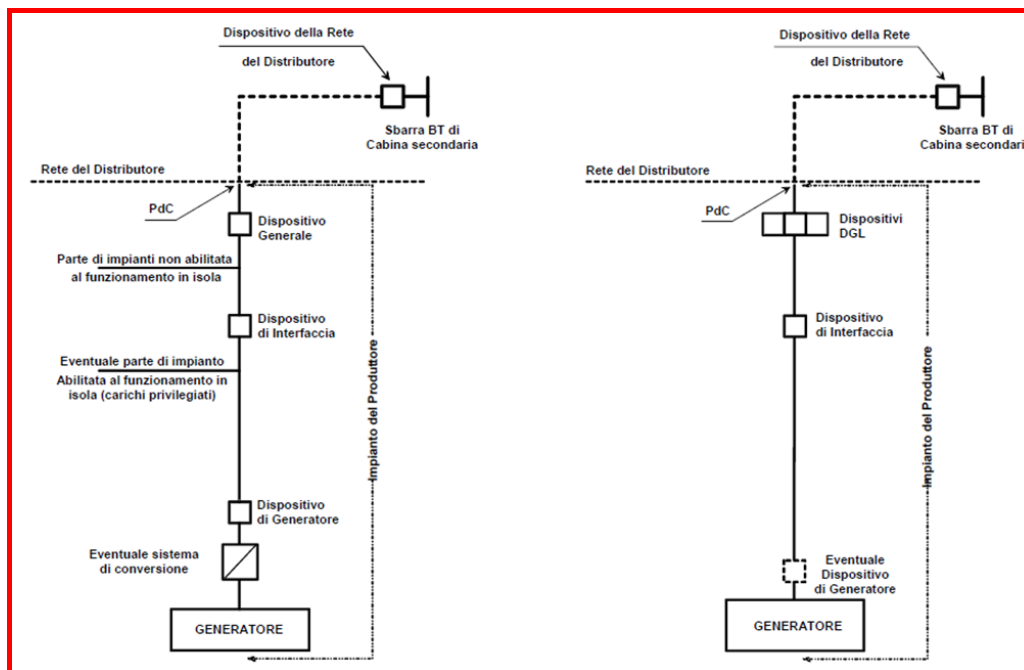 Dispositivo della Rete
del Distributore
Sbarra BT di
Cabina secondaria
Rete del Distributore
PdC
Dispositivo
Generale
Parte di impianti non abilitata
al funzionamento in isola
Dispositivo
di Interfaccia
Eventuale parte di impianto
Abilitata al funzionamento in
isola (carichi privilegiati)
Impianto del Produttore
Dispositivo
di Generatore
Eventuale sistema
di conversione
GENERATORE
Dispositivo della Rete
del Distributore
Sbarra BT di
Cabina secondari
Rete del Distributore
PdC
Dispositivi
DGL
Dispositivo
di Interfaccia
Impianto del Produttore
Eventuale
Dispositivo
di Generatore
GENERATORE